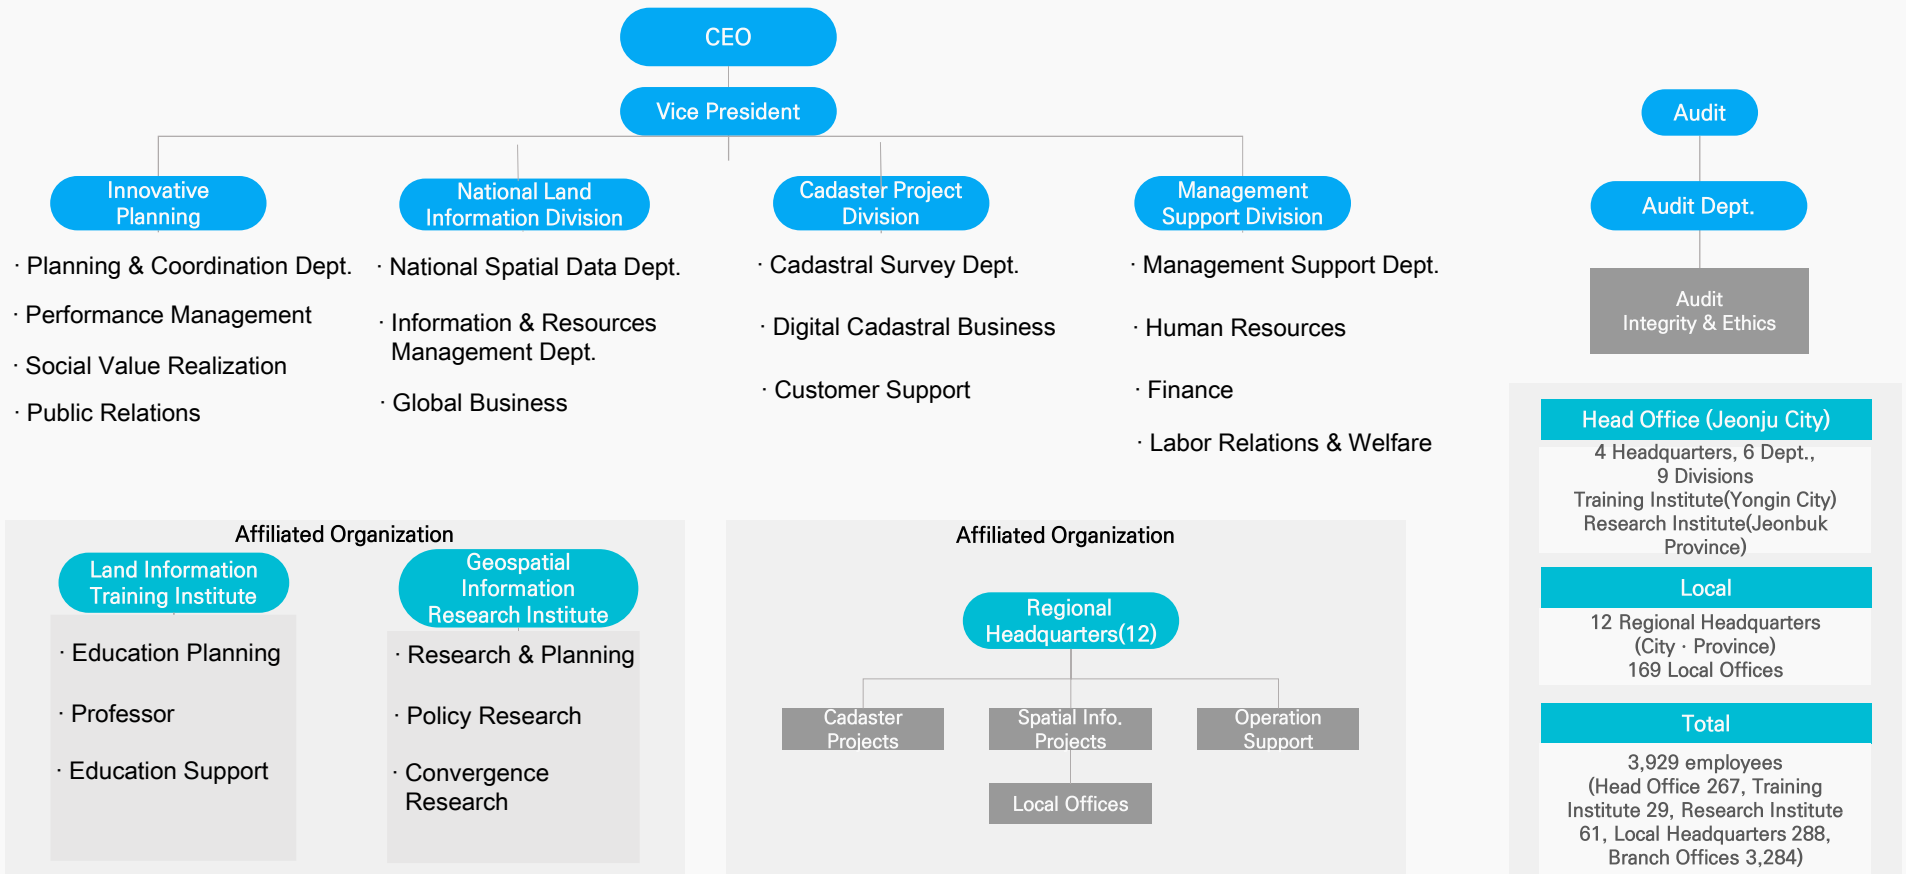 CEO
Vice President
Innovative
Planning
· Planning & Coordination Dept.
· Performance Management
· Social Value Realization
· Public Relations
National Land
Information Division
· National Spatial Data Dept.
· Information & Resources
Management Dept.
· Global Business
Cadaster Project
Division
· Cadastral Survey Dept.
· Digital Cadastral Business
· Customer Support
Management
Support Division
· Management Support Dept.
· Human Resources
· Finance
· Labor Relations & Welfare
Audit
Audit Dept.
Audit
Integrity & Ethics
Affiliated Organization
Land Information
Training Institute
· Education Planning
· Professor
· Education Support
Geospatial
Information
Research Institute
· Research & Planning
· Policy Research
· Convergence
Research
Affiliated Organization
Regional
Headquarters(12)
Cadaster
Projects
Spatial Info.
Projects
Operation
Support
Local Offices
Head Office (Jeonju City)
4 Headquarters, 6 Dept.,
9 Divisions
Training Institute(Yongin City)
Research Institute(Jeonbuk
Province)
Local
12 Regional Headquarters
(City · Province)
169 Local Offices
Total
3,929 employees
(Head Office 267, Training
Institute 29, Research Institute
61, Local Headquarters 288,
Branch Offices 3,284)